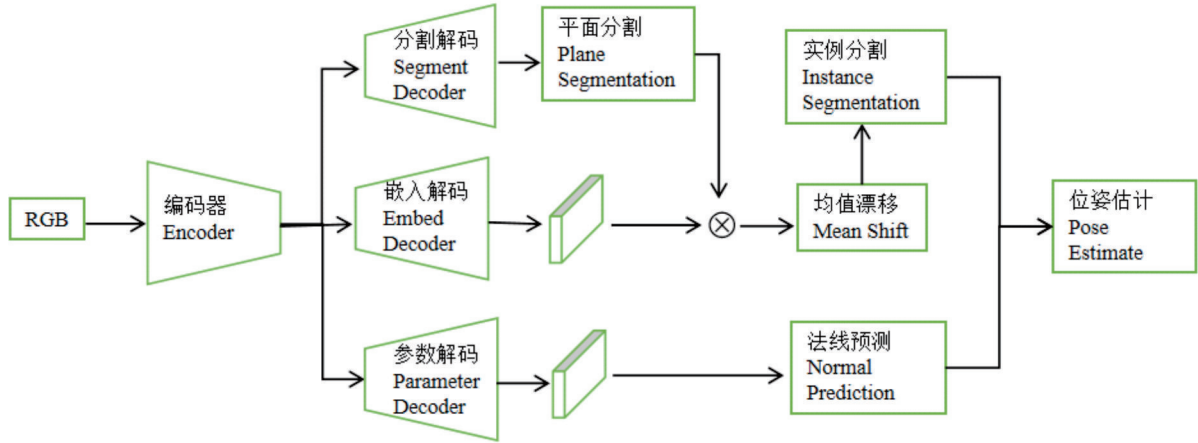 RGB
编码器
Encoder
分割解码
Segment
Decoder
平面分割
Plane
Segmentation
嵌入解码
Embed
Decoder
参数解码
Parameter
Decoder
实例分割
Instance
Segmentation
均值漂移
Mean Shift
法线预测
Normal
Prediction
位姿估计
Pose
Estimate